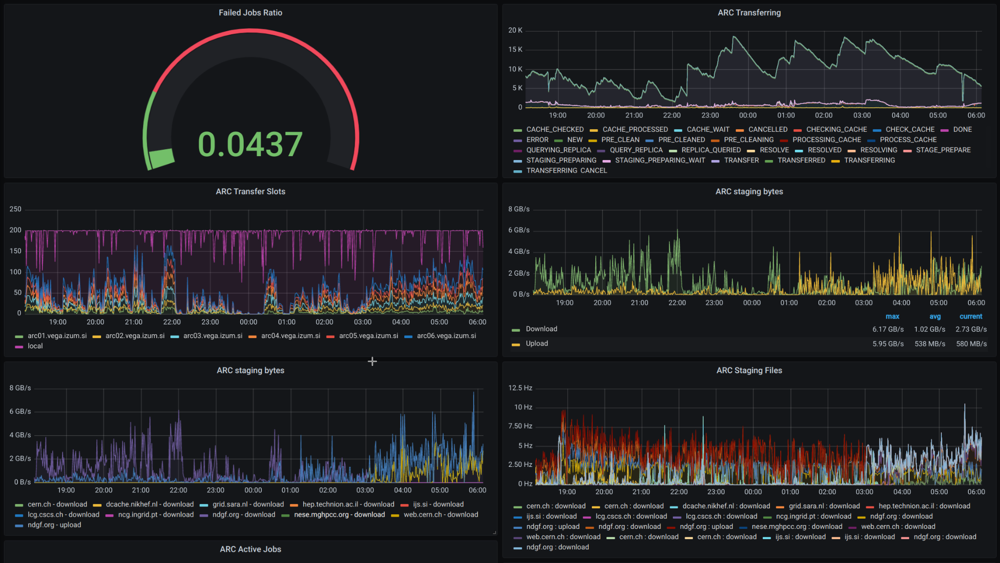 Failed Jobs Ratio
0.0437
ARC Transferring
20 K
15 K
10 K
5 K
0
19:00 20:00 21:00 22:00 23:00 00:00 01:00 02:00 03:00 04:00 05:00 06:00
CACHE_CHECKED CACHE_PROCESSED CACHE_WAIT CANCELLED CHECKING_CACHE CHECK_CACHE DONE
ERROR NEW PRE_CLEAN PRE_CLEANED PRE_CLEANING PROCESSING_CACHE PROCESS_CACHE
QUERYING_REPLICA QUERY_REPLICA REPLICA_QUERIED RESOLVE RESOLVED RESOLVING STAGE_PREPARE
STAGING_PREPARING STAGING_PREPARING_WAIT TRANSFER TRANSFERRED TRANSFERRING
TRANSFERRING CANCEL
ARC Transfer Slots
250
200
150
100
50
0
19:00 20:00 21:00 22:00 23:00 00:00 01:00 02:00 03:00 04:00 05:00 06:00
arc01.vega.izum.si arc02.vega.izum.si arc03.vega.izum.si arc04.vega.izum.si arc05.vega.izum.si arc06.vega.izum.si
local
ARC staging bytes
8 GB/s
6 GB/s
4 GB/s
2 GB/s
0 B/s
19:00 20:00 21:00 22:00 23:00 00:00 01:00 02:00 03:00 04:00 05:00 06:00
max avg current
Download 6.17 GB/s 1.02 GB/s 2.73 GB/s
Upload 5.95 GB/s 538 MB/s 580 MB/s
ARC staging bytes
8 GB/s
6 GB/s
4 GB/s
2 GB/s
0 B/s
19:00 20:00 21:00 22:00 23:00 00:00 01:00 02:00 03:00 04:00 05:00 06:00
cern.ch - download dcache.nikhef.nl - download grid.sara.nl - download hep.technion.ac.il - download ijs.si - download
lcg.cscs.ch - download ncg.ingrid.pt - download ndgf.org - download nese.mghpcc.org - download web.cern.ch - download
ndgf.org - upload
ARC Staging Files
12.5 Hz
10 Hz
7.50 Hz
5 Hz
2.50 Hz
0 Hz
19:00 20:00 21:00 22:00 23:00 00:00 01:00 02:00 03:00 04:00 05:00 06:00
cern.ch : download cern.ch : download dcache.nikhef.nl : download grid.sara.nl : download hep.technion.ac.il : download
ijs.si : download lcg.cscs.ch : download lcg.cscs.ch : download ncg.ingrid.pt : download ndgf.org : download
ndgf.org : upload ndgf.org : download ndgf.org : upload nese.mghpcc.org : download web.cern.ch : download
web.cern.ch : download cern.ch : download cern.ch : download ijs.si : download ijs.si : download ndgf.org : download
ndgf.org : download
ARC Active Jobs